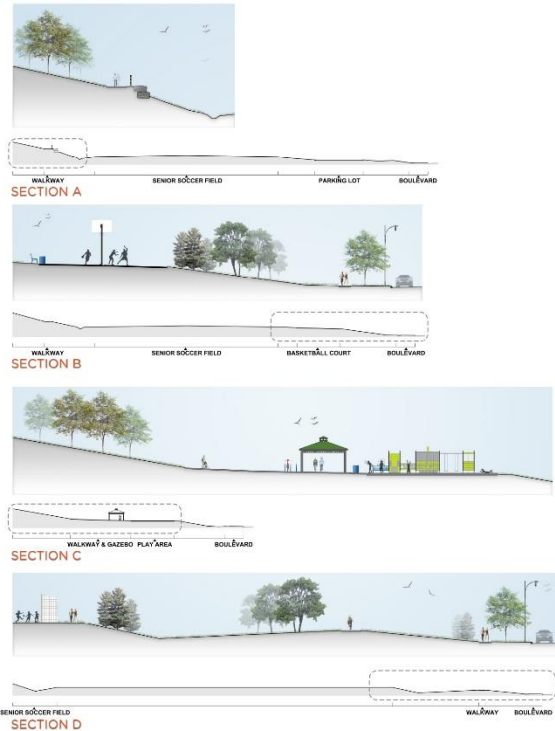 WALKWAY SENIOR SOCCER FIELD PARKING LOT BOULEVARD
SECTION A
WALKWAY SENIOR SOCCER FIELD BASKETBALL COURT BOULEVARD
SECTION B
WALKWAY & GAZEBO PLAY AREA BOULEVARD
SECTION C
SENIOR SOCCER FIELD WALKWAY BOULEVARD
SECTION D